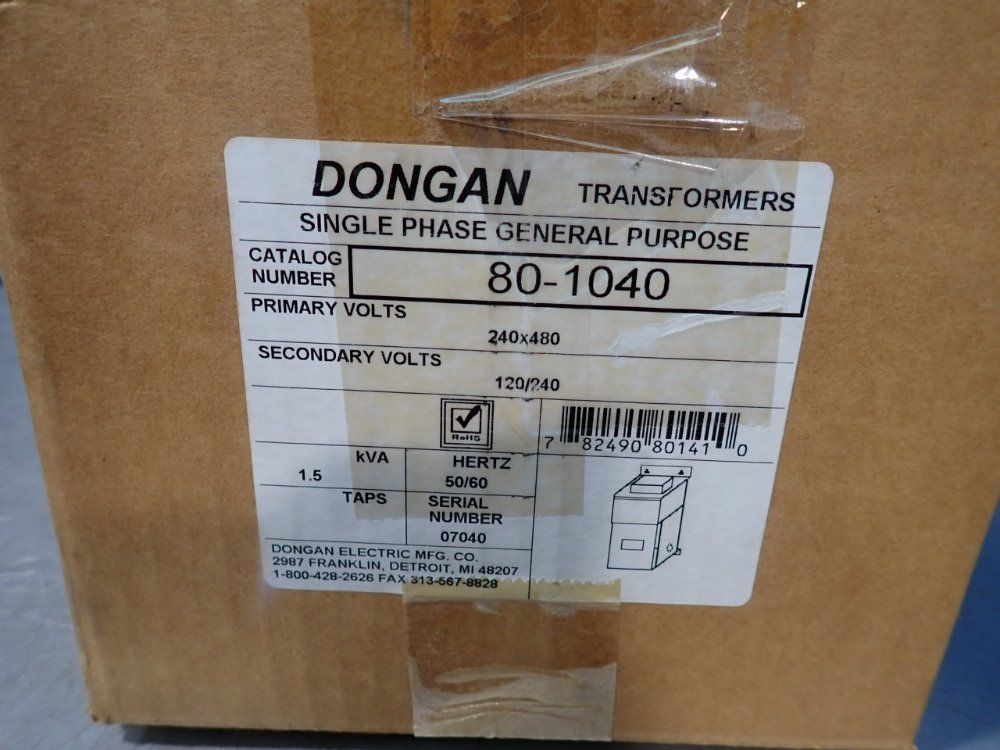 DONGAN TRANSFORMERS
SINGLE PHASE GENERAL PURPOSE
CATALOG NUMBER 80-1040
PRIMARY VOLTS
240x480
SECONDARY VOLTS
120/240
RoHS
7 82490 80141 0
kVA
1.5
HERTZ
50/60
TAPS
SERIAL NUMBER
07040
DONGAN ELECTRIC MFG. CO.
2987 FRANKLIN, DETROIT, MI 48207
1-800-428-2626 FAX 313-567-8828